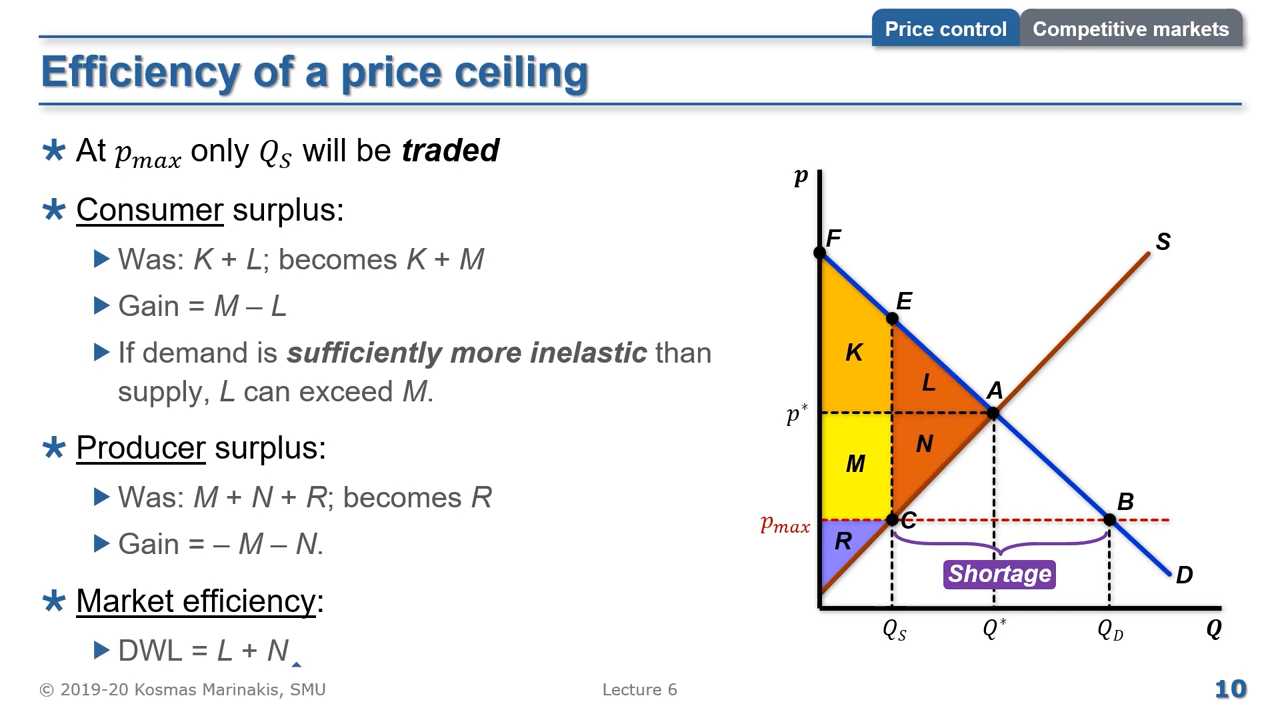 Price control Competitive markets
Efficiency of a price ceiling
* At pmax only QS will be traded
* Consumer surplus:
Was: K + L; becomes K + M
Gain = M – L
If demand is sufficiently more inelastic than
supply, L can exceed M.
* Producer surplus:
Was: M + N + R; becomes R
Gain = – M – N.
* Market efficiency:
DWL = L + N
p
F
S
E
K
L
A
p*
N
M
B
pmax
C
R
Shortage
D
QS Q* QD Q
© 2019-20 Kosmas Marinakis, SMU Lecture 6 10